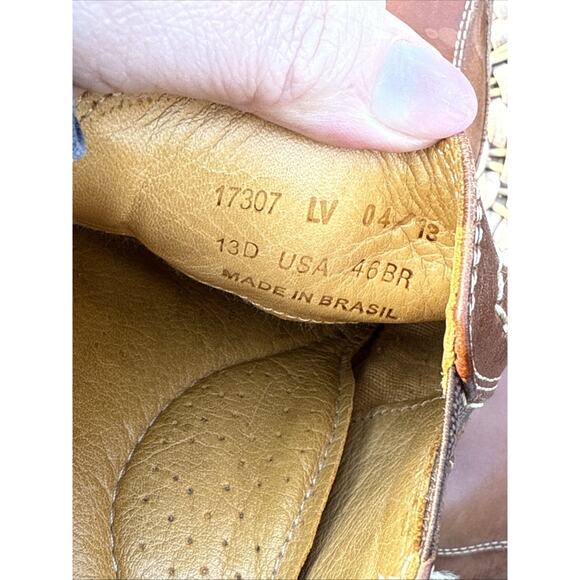 17307 LV 04/13
13D USA 46BR
MADE IN BRASIL